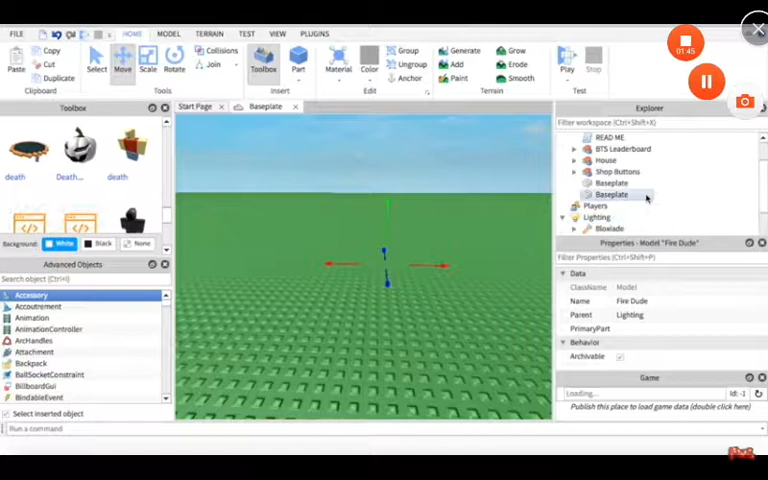 FILE HOME MODEL TERRAIN TEST VIEW PLUGINS
01:45
Copy
Cut
Duplicate
Paste
Select Move Scale Rotate
Collisions
Join
Toolbox Part
Material Color
Group
Ungroup
Anchor
Generate
Add
Paint
Grow
Erode
Smooth
Play Stop
Clipboard Tools Insert Edit Terrain Test
Toolbox
Start Page
Baseplate
Explorer
Filter workspace (Ctrl+Shift+X)
death
Death...
death
READ ME
BTS Leaderboard
House
Shop Buttons
Baseplate
Baseplate
Players
Lighting
Bloxiade
Background: White Black None
Advanced Objects
Search object (Ctrl+I)
Accessory
Accoutrement
Animation
AnimationController
ArcHandles
Attachment
Backpack
BallSocketConstraint
BillboardGui
BindableEvent
Select inserted object
Run a command
Properties - Model "Fire Dude"
Filter Properties (Ctrl+Shift+P)
Data
ClassName Model
Name Fire Dude
Parent Lighting
PrimaryPart
Behavior
Archivable
Game
Loading...
Id: -1
Publish this place to load game data (double click here)